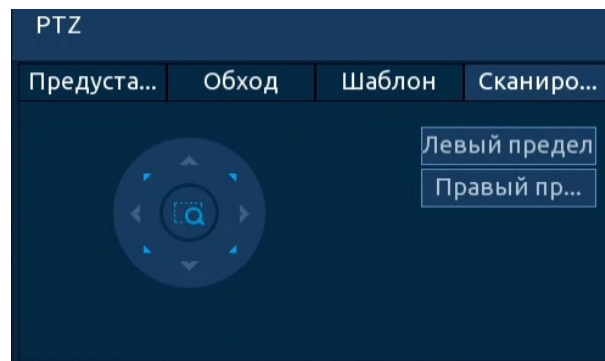 PTZ
Предуста... Обход Шаблон Сканиро...
Левый предел
Правый пр...